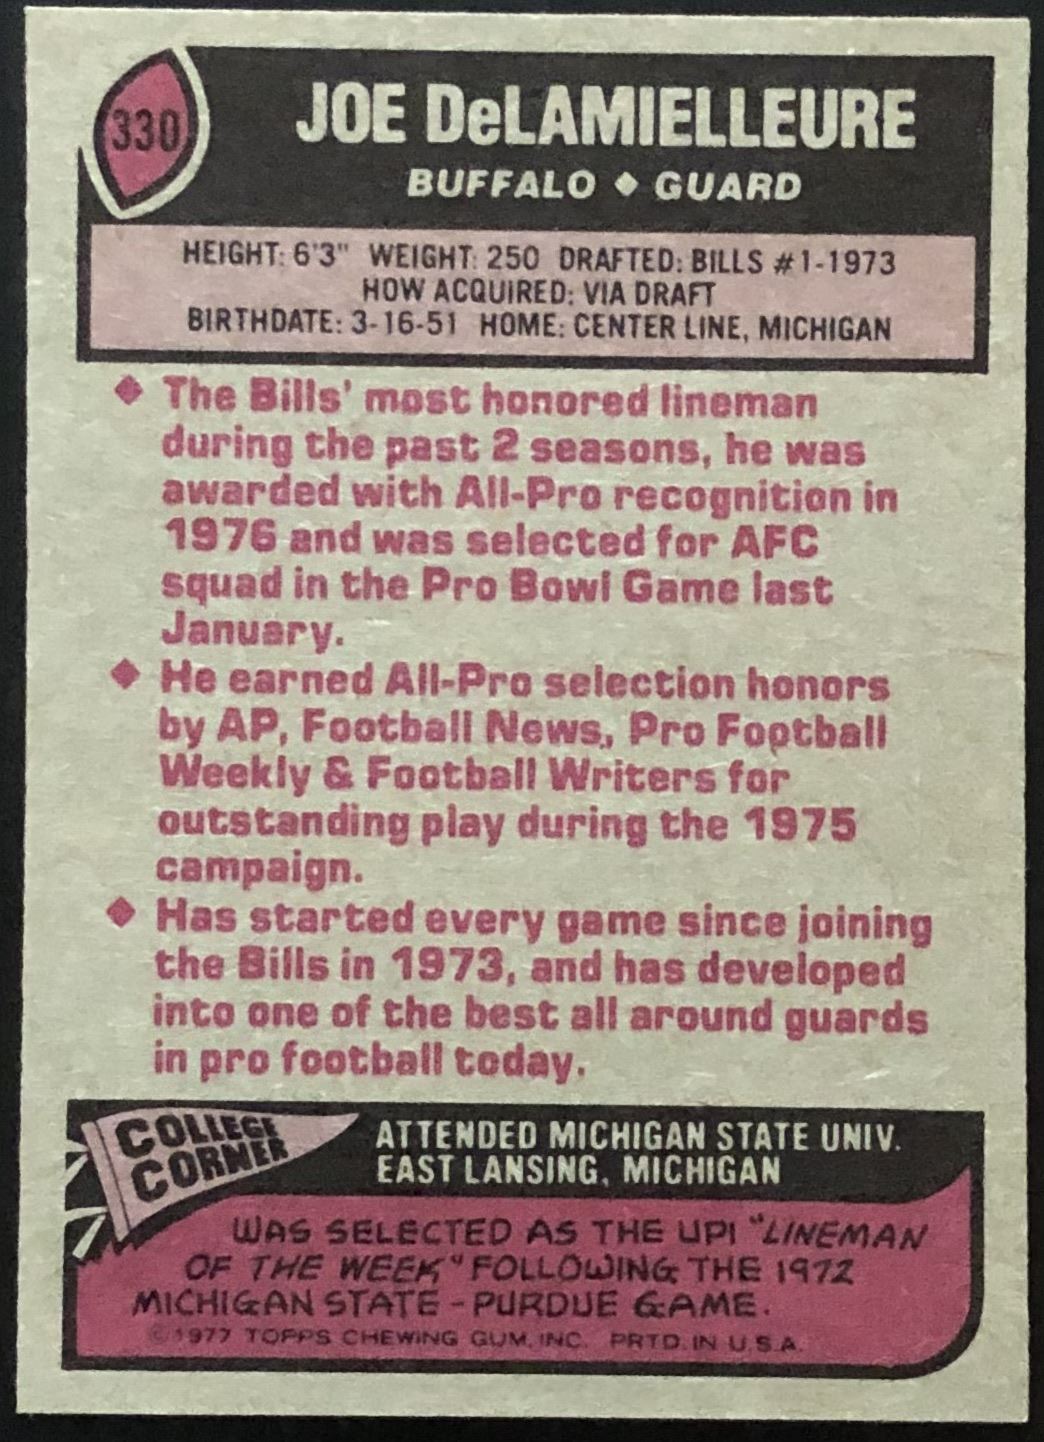 330
JOE DeLAMIELLEURE
BUFFALO ♦ GUARD
HEIGHT: 6'3" WEIGHT: 250 DRAFTED: BILLS #1-1973
HOW ACQUIRED: VIA DRAFT
BIRTHDATE: 3-16-51 HOME: CENTER LINE, MICHIGAN
♦ The Bills' most honored lineman
during the past 2 seasons, he was
awarded with All-Pro recognition in
1976 and was selected for AFC
squad in the Pro Bowl Game last
January.
♦ He earned All-Pro selection honors
by AP, Football News, Pro Football
Weekly & Football Writers for
outstanding play during the 1975
campaign.
♦ Has started every game since joining
the Bills in 1973, and has developed
into one of the best all around guards
in pro football today.
COLLEGE
CORNER
ATTENDED MICHIGAN STATE UNIV.
EAST LANSING, MICHIGAN
WAS SELECTED AS THE UPI "LINEMAN
OF THE WEEK" FOLLOWING THE 1972
MICHIGAN STATE - PURDUE GAME.
©1977 TOPPS CHEWING GUM, INC. PRTD. IN U.S.A.